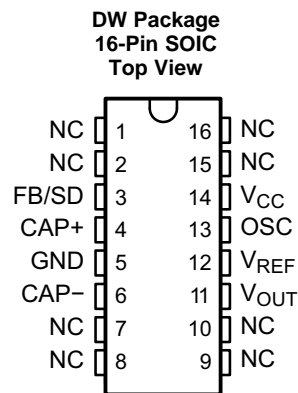 DW Package
16-Pin SOIC
Top View
NC 1 16 NC
NC 2 15 NC
FB/SD 3 14 VCC
CAP+ 4 13 OSC
GND 5 12 VREF
CAP− 6 11 VOUT
NC 7 10 NC
NC 8 9 NC